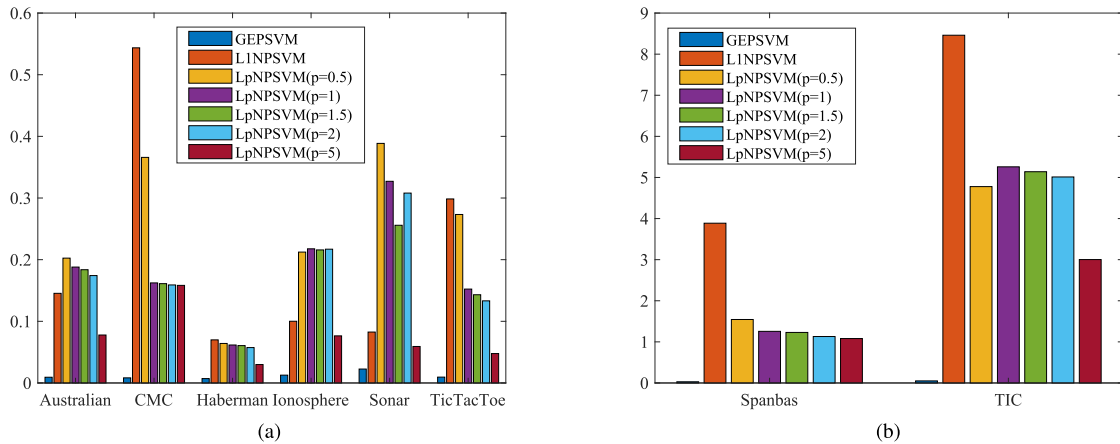 0.6
0.5
0.4
0.3
0.2
0.1
0
GEPSVM
L1NPSVM
LpNPSVM(p=0.5)
LpNPSVM(p=1)
LpNPSVM(p=1.5)
LpNPSVM(p=2)
LpNPSVM(p=5)
Australian CMC Haberman Ionosphere Sonar TicTacToe
(a)
9
8
7
6
5
4
3
2
1
0
GEPSVM
L1NPSVM
LpNPSVM(p=0.5)
LpNPSVM(p=1)
LpNPSVM(p=1.5)
LpNPSVM(p=2)
LpNPSVM(p=5)
Spanbas TIC
(b)